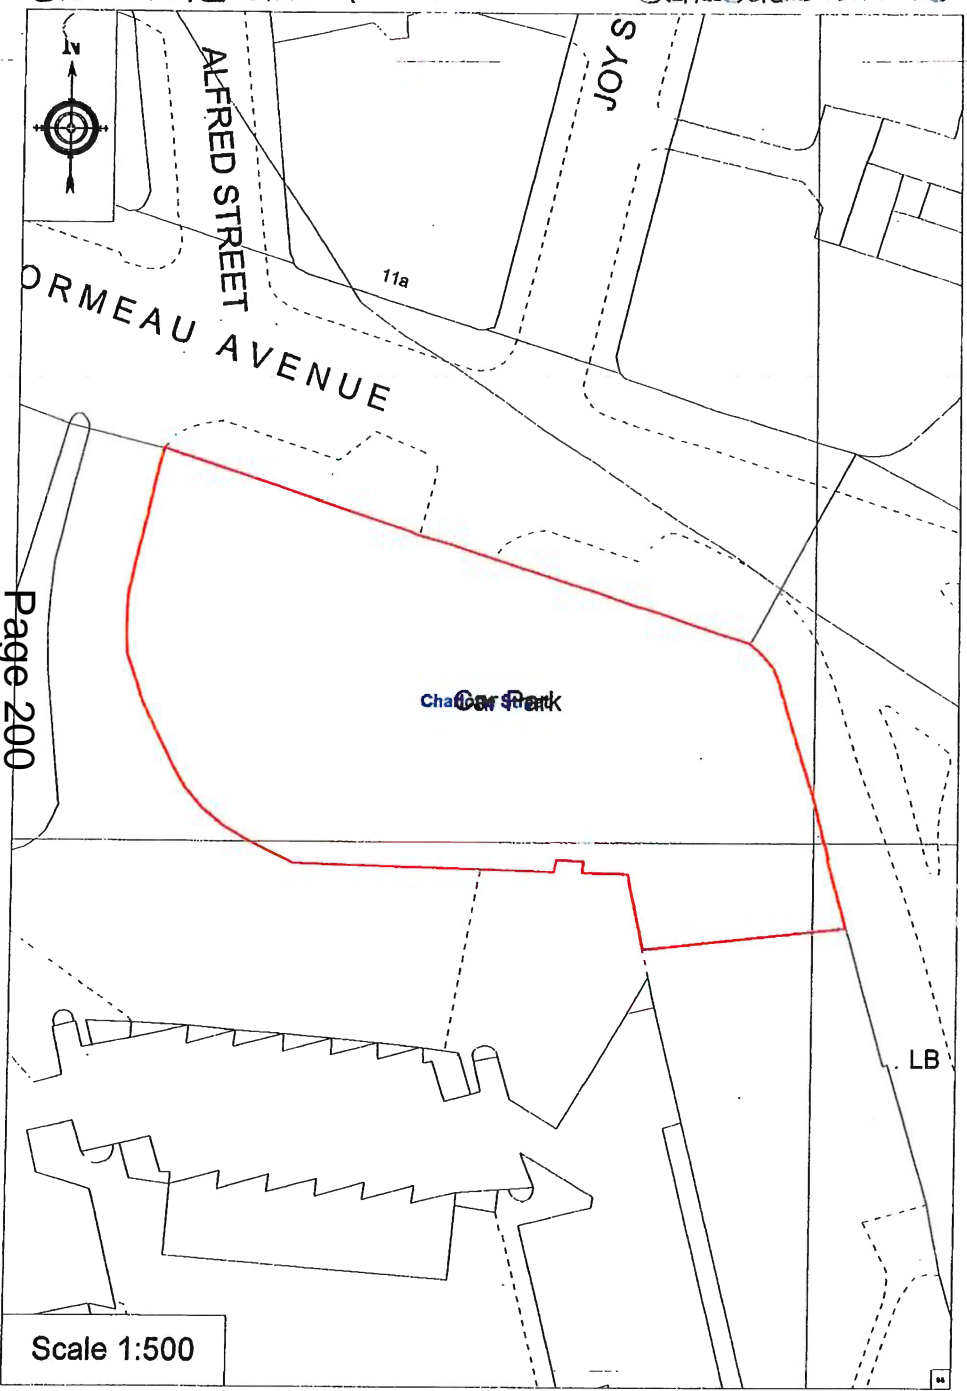 N
ALFRED STREET
JOY S
11a
ORMEAU AVENUE
Page 200
Car Park
LB
Scale 1:500